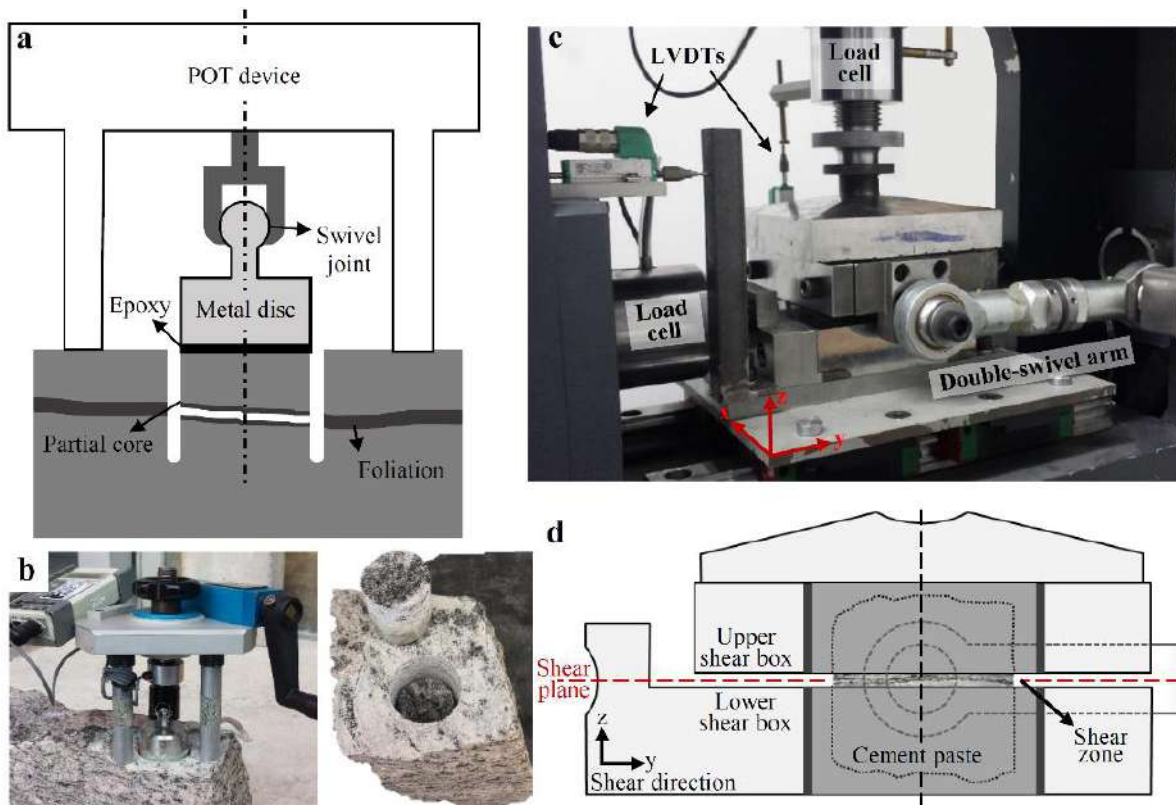 a
POT device
Swivel
joint
Epoxy
Metal disc
Partial core
Foliation
b
c
LVDTs
Load
cell
Load
cell
Double-swivel arm
x
z
y
d
Upper
shear box
Shear
plane
Lower
shear box
z
y
Shear direction
Cement paste
Shear
zone